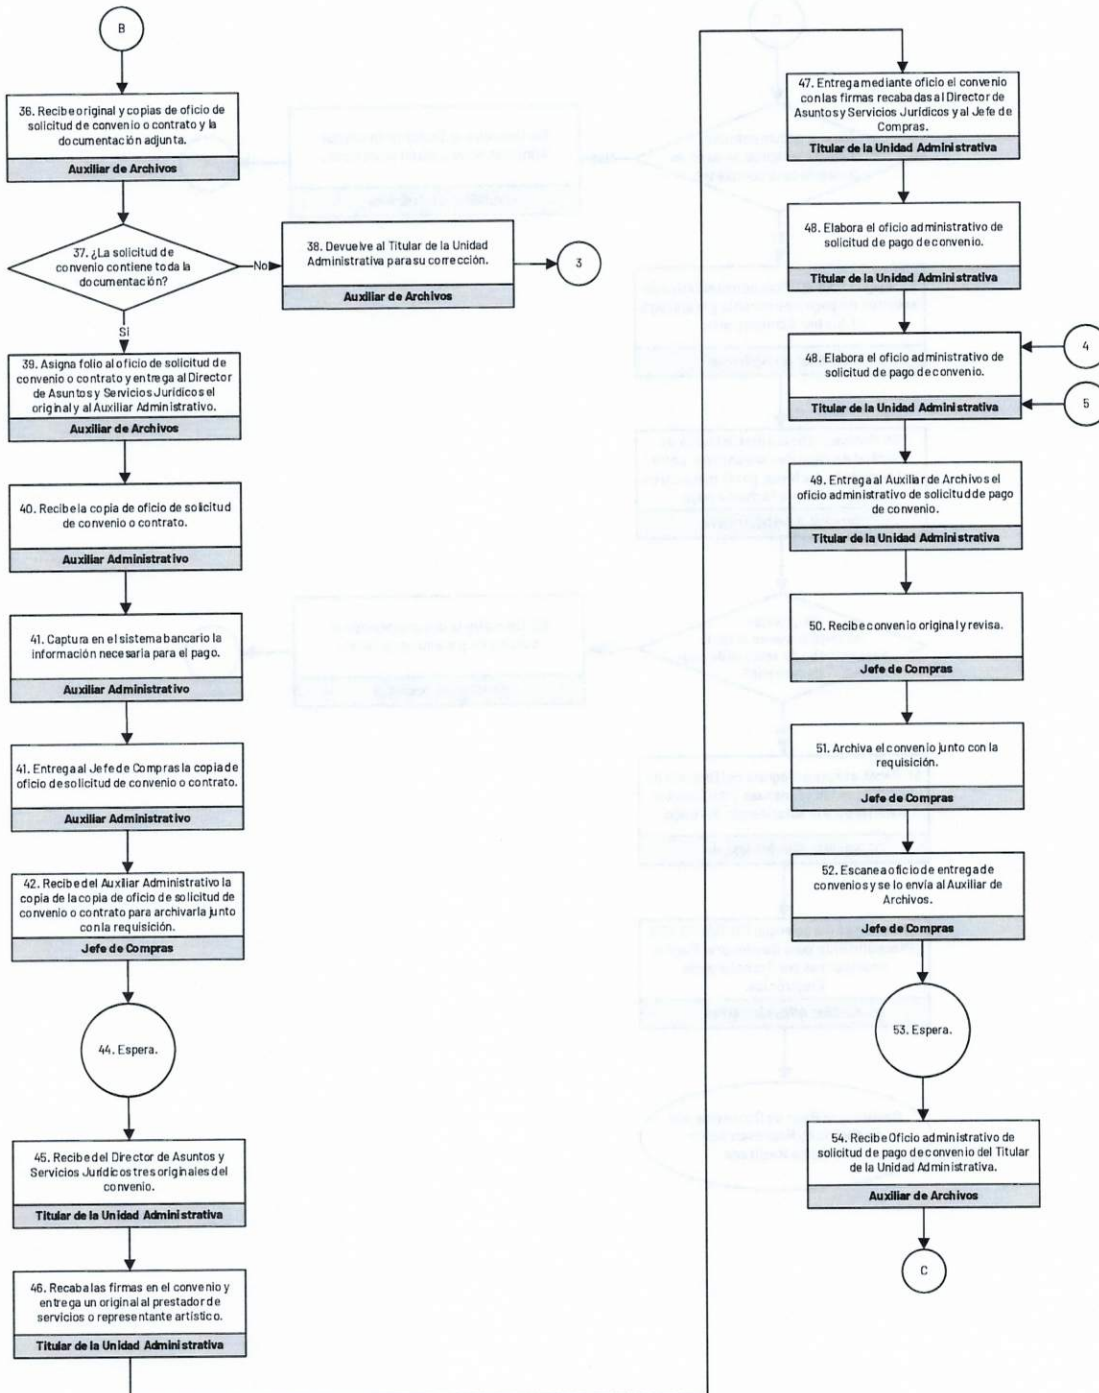 B
36. Recibe original y copias de oficio de
solicitud de convenio o contrato y la
documentación adjunta.
Auxiliar de Archivos
37. ¿La solicitud de
convenio contiene toda la
documentación?
No
38. Devuelve al Titular de la Unidad
Administrativa para su corrección.
Auxiliar de Archivos
3
Sí
39. Asigna folio al oficio de solicitud de
convenio o contrato y entrega al Director
de Asuntos y Servicios Jurídicos el
original y al Auxiliar Administrativo.
Auxiliar de Archivos
40. Recibe la copia de oficio de solicitud
de convenio o contrato.
Auxiliar Administrativo
41. Captura en el sistema bancario la
información necesaria para el pago.
Auxiliar Administrativo
41. Entrega al Jefe de Compras la copia de
oficio de solicitud de convenio o contrato.
Auxiliar Administrativo
42. Recibe del Auxiliar Administrativo la
copia de la copia de oficio de solicitud de
convenio o contrato para archivarla junto
con la requisición.
Jefe de Compras
44. Espera.
45. Recibe del Director de Asuntos y
Servicios Jurídicos tres originales del
convenio.
Titular de la Unidad Administrativa
46. Recaba las firmas en el convenio y
entrega un original al prestador de
servicios o representante artístico.
Titular de la Unidad Administrativa
47. Entrega mediante oficio el convenio
con las firmas recabadas al Director de
Asuntos y Servicios Jurídicos y al Jefe de
Compras.
Titular de la Unidad Administrativa
48. Elabora el oficio administrativo de
solicitud de pago de convenio.
Titular de la Unidad Administrativa
48. Elabora el oficio administrativo de
solicitud de pago de convenio.
Titular de la Unidad Administrativa
4
5
49. Entrega al Auxiliar de Archivos el
oficio administrativo de solicitud de pago
de convenio.
Titular de la Unidad Administrativa
50. Recibe convenio original y revisa.
Jefe de Compras
51. Archiva el convenio junto con la
requisición.
Jefe de Compras
52. Escanea oficio de entrega de
convenios y se lo envía al Auxiliar de
Archivos.
Jefe de Compras
53. Espera.
54. Recibe Oficio administrativo de
solicitud de pago de convenio del Titular
de la Unidad Administrativa.
Auxiliar de Archivos
C